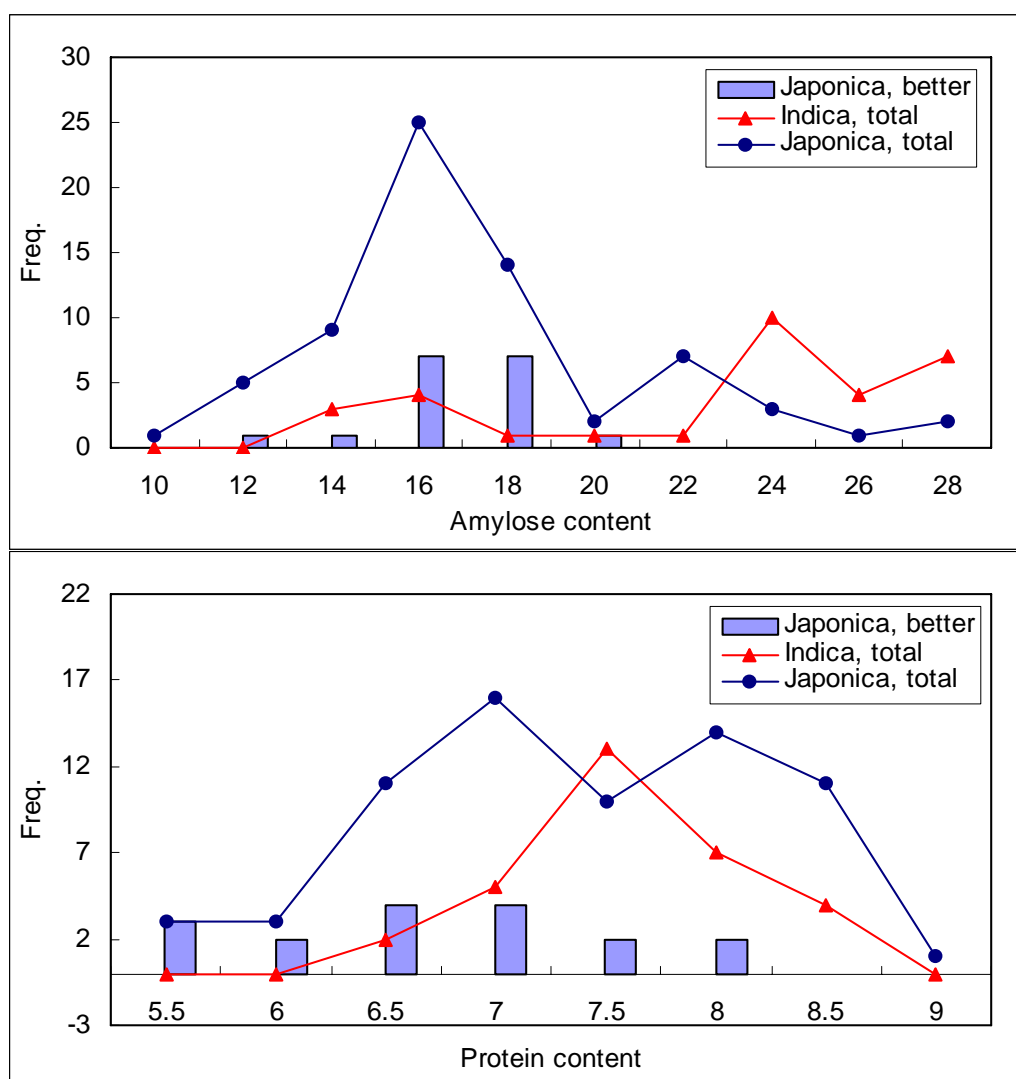 30
25
20
15
10
5
0
Freq.
Japonica, better
Indica, total
Japonica, total
10 12 14 16 18 20 22 24 26 28
Amylose content
22
17
12
7
2
-3
Freq.
Japonica, better
Indica, total
Japonica, total
5.5 6 6.5 7 7.5 8 8.5 9
Protein content